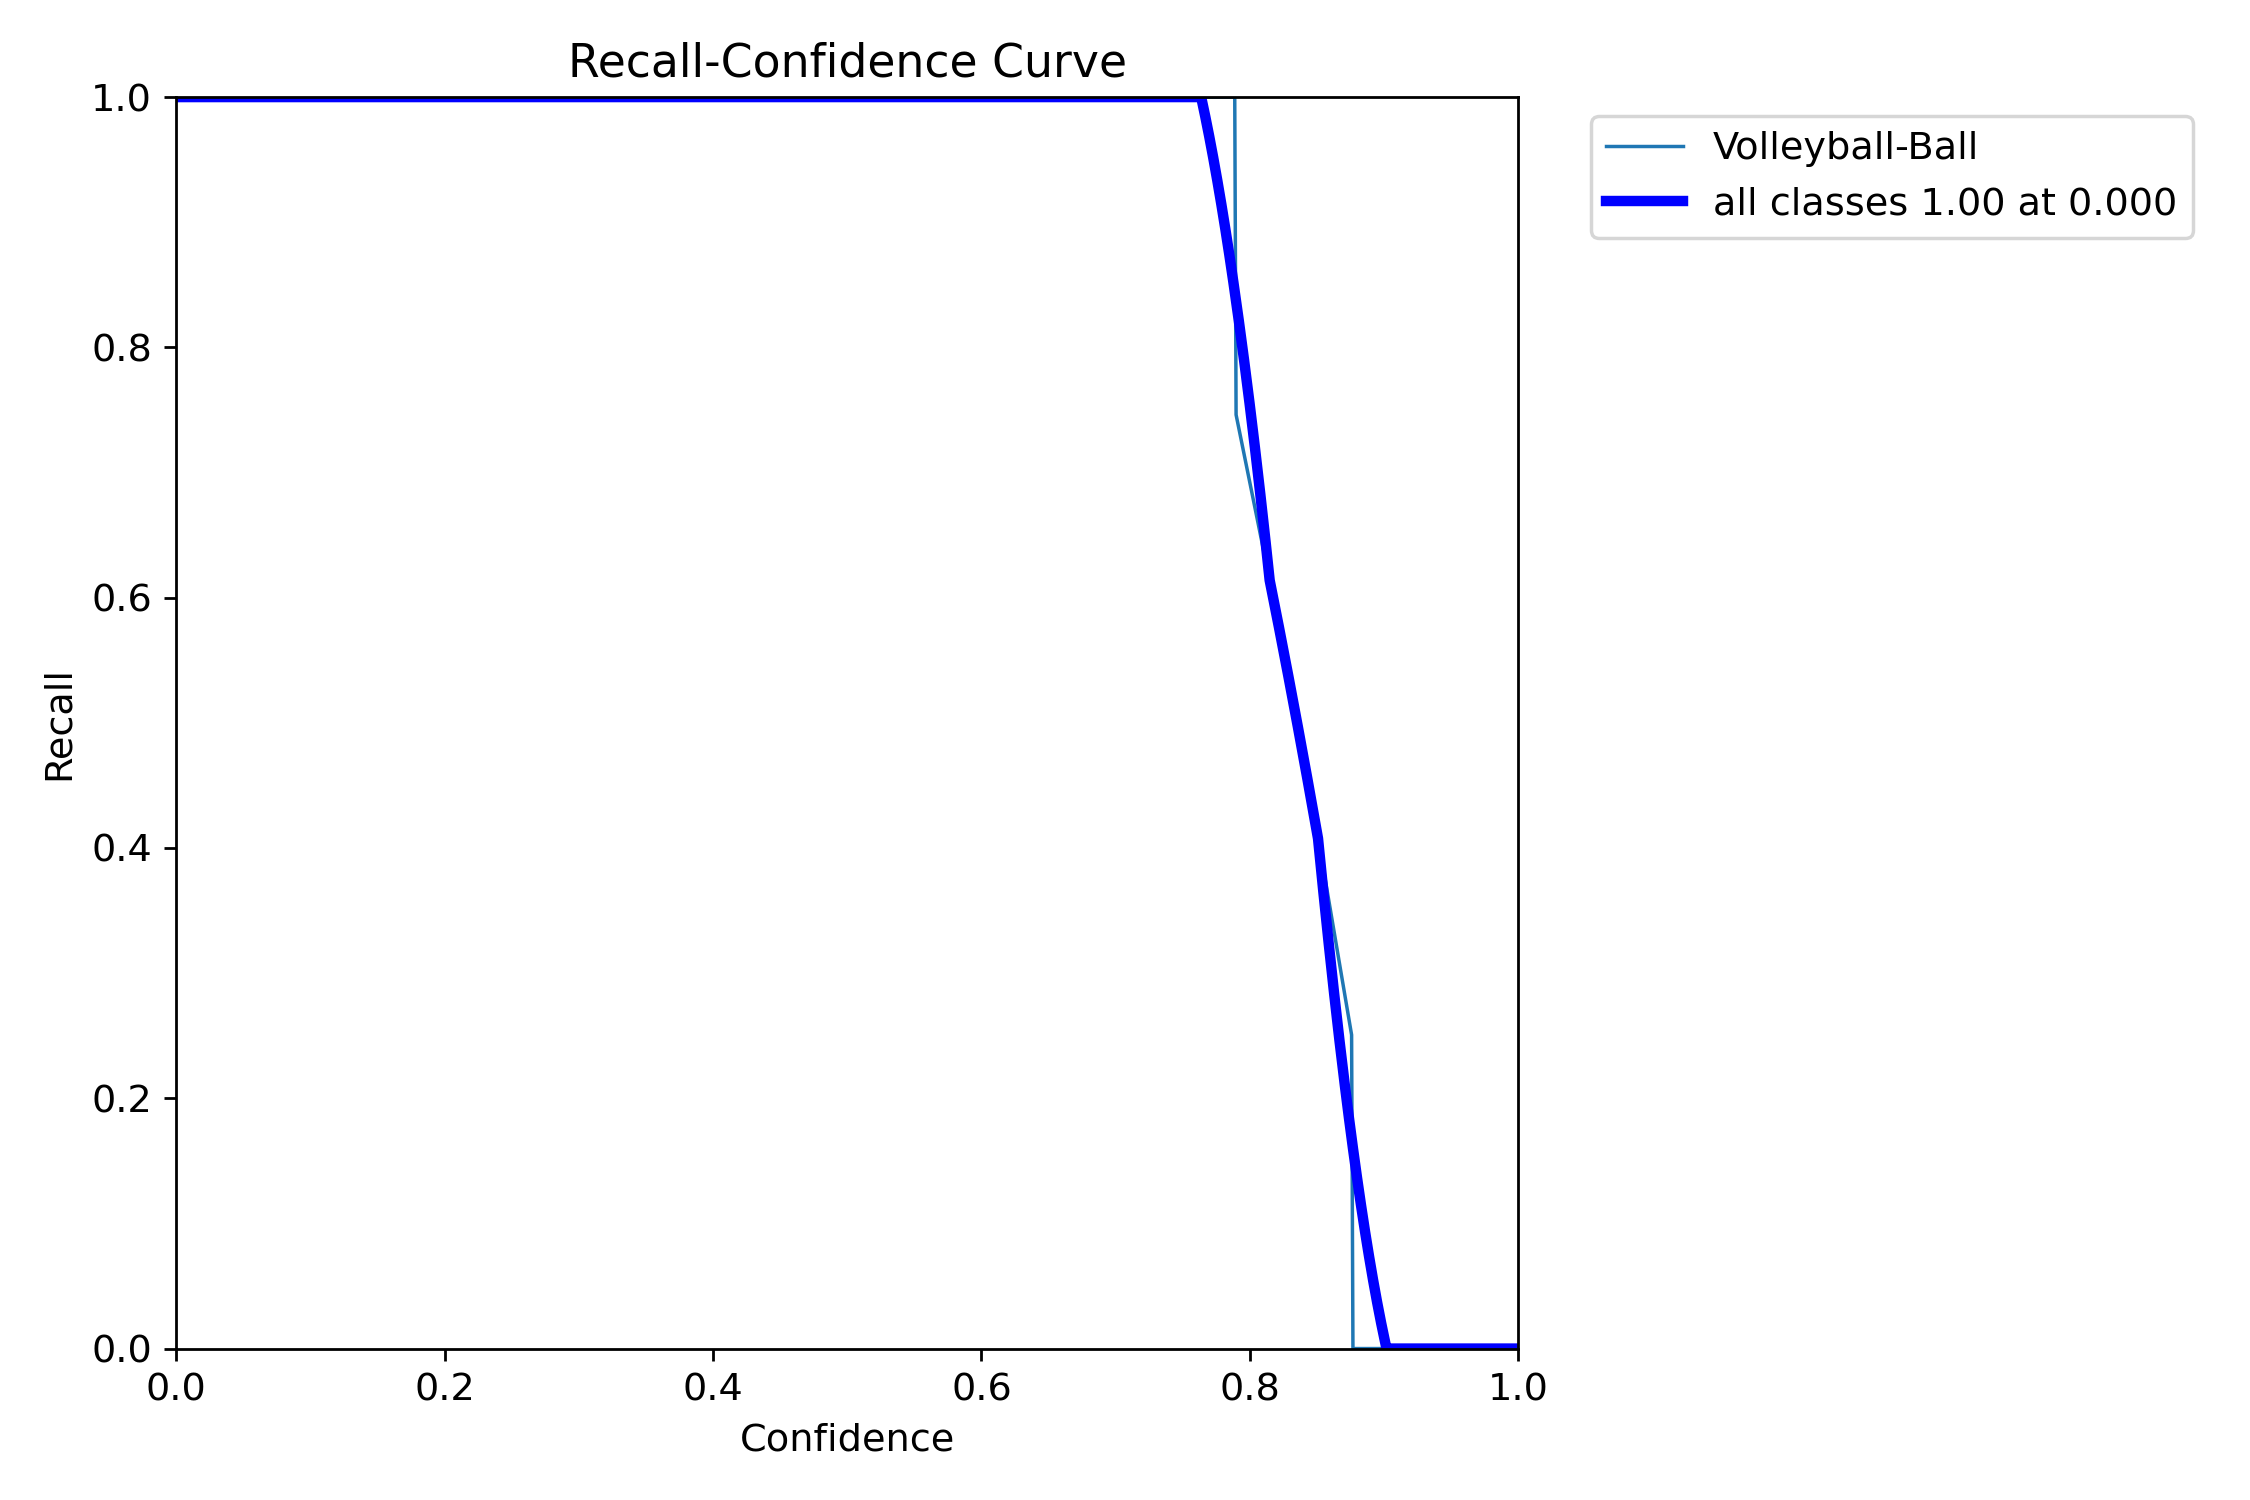 Recall-Confidence Curve
1.0
0.8
0.6
0.4
0.2
0.0
Recall
0.0 0.2 0.4 0.6 0.8 1.0
Confidence
Volleyball-Ball
all classes 1.00 at 0.000